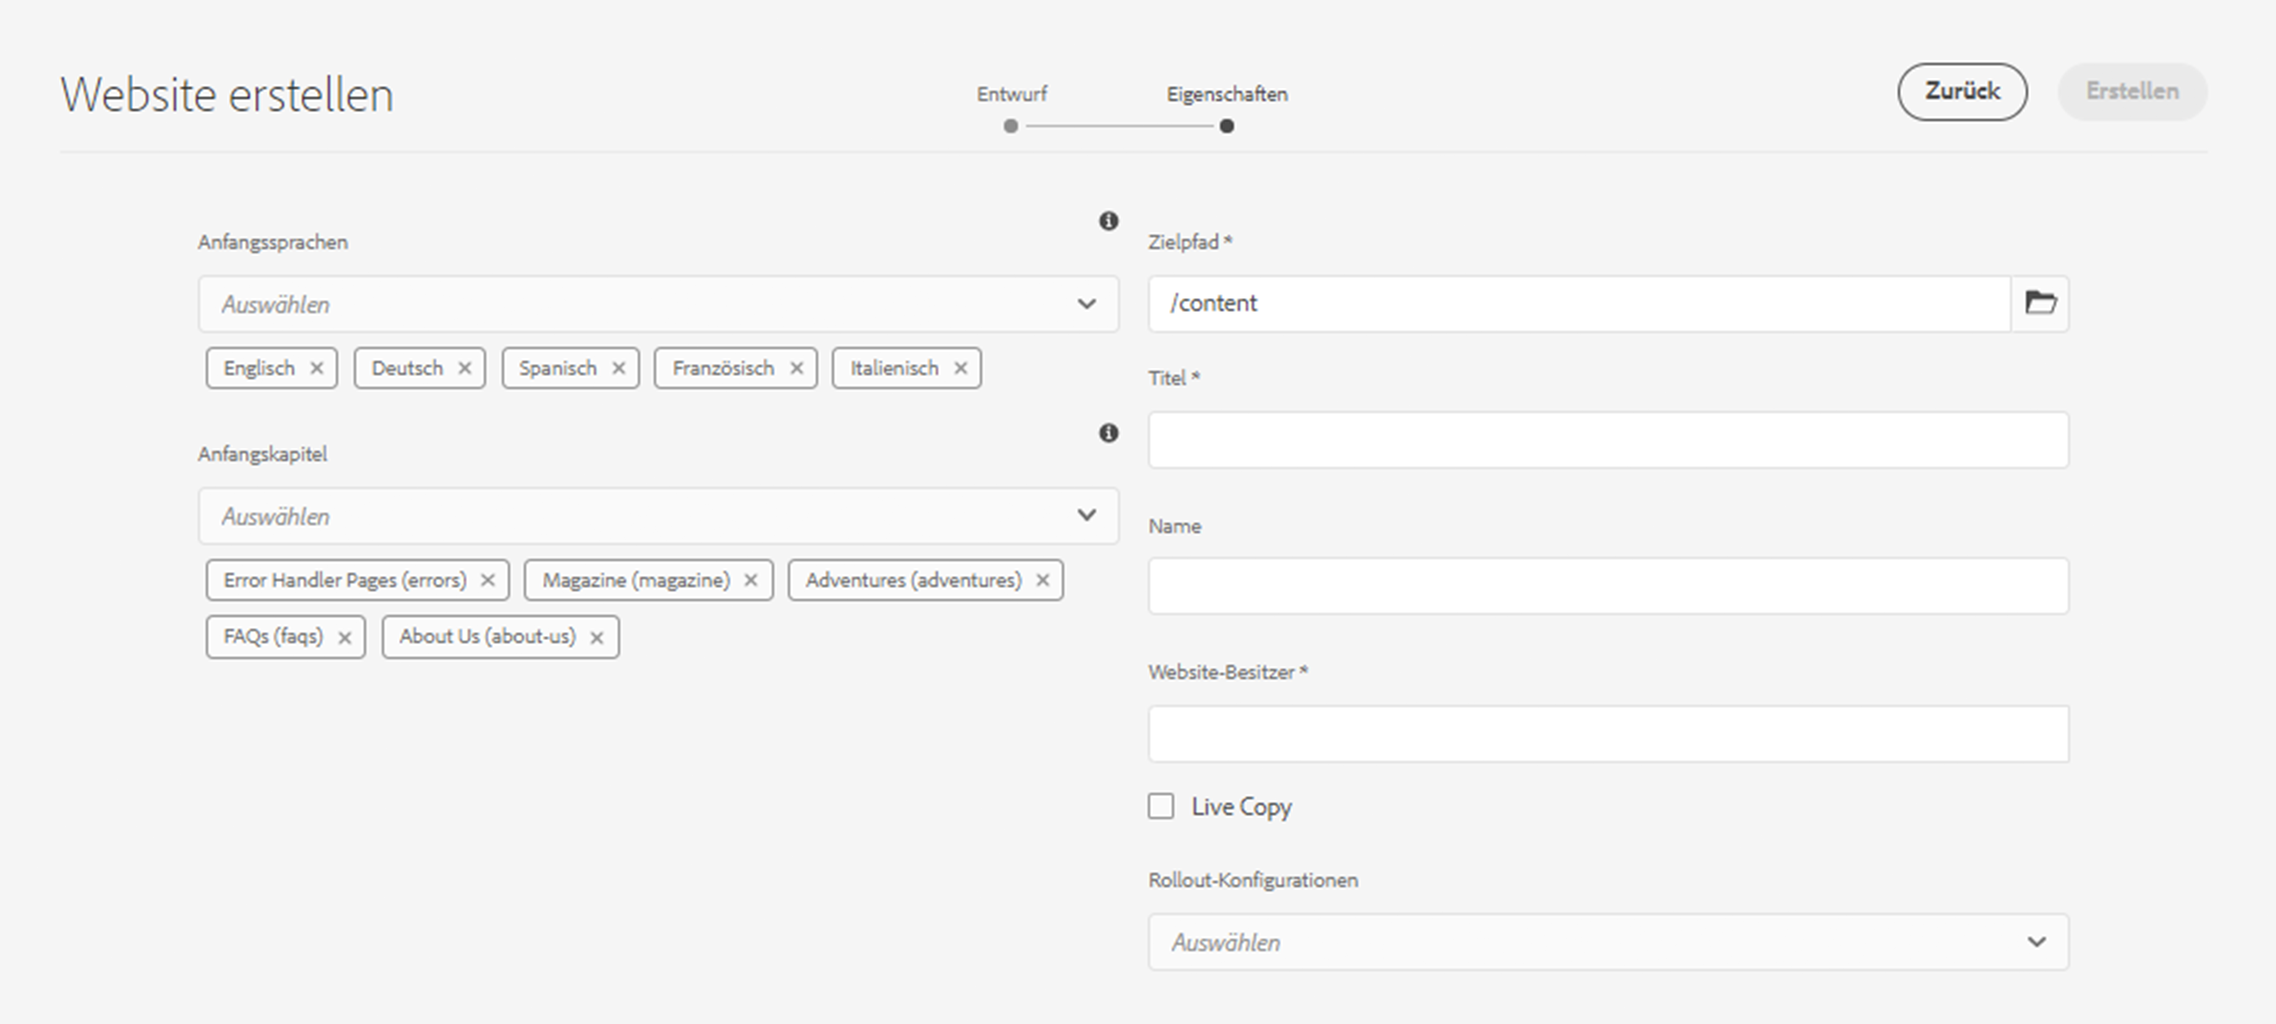 Website erstellen
Entwurf
Eigenschaften
Zurück
Erstellen
Anfangssprachen
Auswählen
Englisch
Deutsch
Spanisch
Französisch
Italienisch
Anfangskapitel
Auswählen
Error Handler Pages (errors)
Magazine (magazine)
Adventures (adventures)
FAQs (faqs)
About Us (about-us)
Zielpfad *
/content
Titel *
Name
Website-Besitzer *
Live Copy
Rollout-Konfigurationen
Auswählen